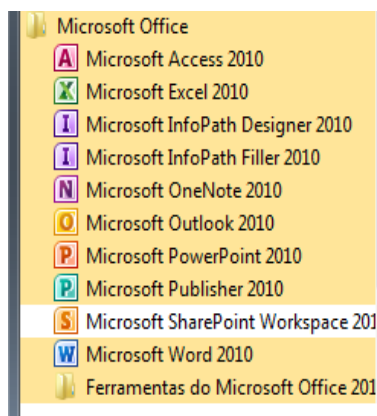 Microsoft Office
A Microsoft Access 2010
X Microsoft Excel 2010
I Microsoft InfoPath Designer 2010
I Microsoft InfoPath Filler 2010
N Microsoft OneNote 2010
O Microsoft Outlook 2010
P Microsoft PowerPoint 2010
P Microsoft Publisher 2010
S Microsoft SharePoint Workspace 201
W Microsoft Word 2010
Ferramentas do Microsoft Office 201